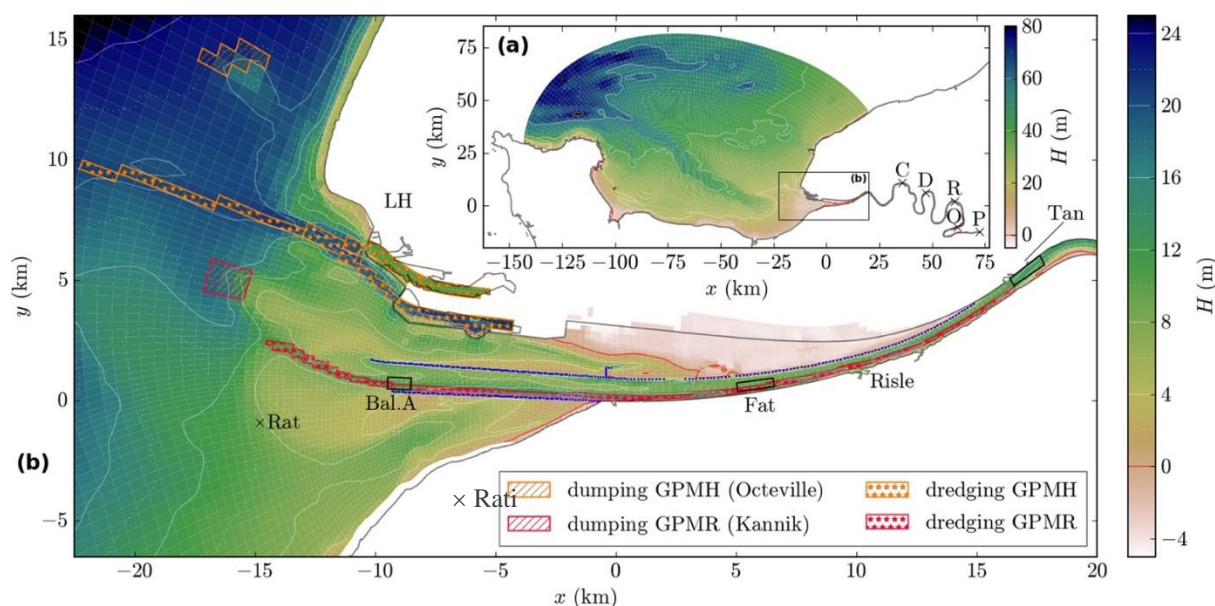 15
10
5
0
−5
y (km)
−20
−15
−10
−5
0
5
10
15
20
x (km)
(b)
LH
Bal.A
×Rat
× Rati
Fat
Risle
Tan
(a)
75
50
25
0
y (km)
−150
−125
−100
−75
−50
−25
0
25
50
75
x (km)
(b)
C
D
R
O
P
80
60
40
20
0
H (m)
24
20
16
12
8
4
0
−4
H (m)
dumping GPMH (Octeville)
dumping GPMR (Kannik)
dredging GPMH
dredging GPMR